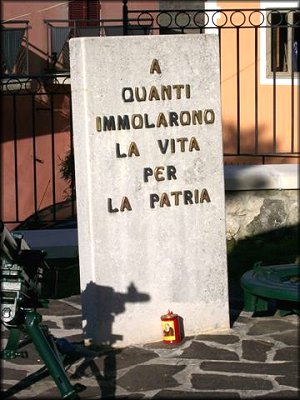 A
QUANTI
IMMOLARONO
LA VITA
PER
LA PATRIA